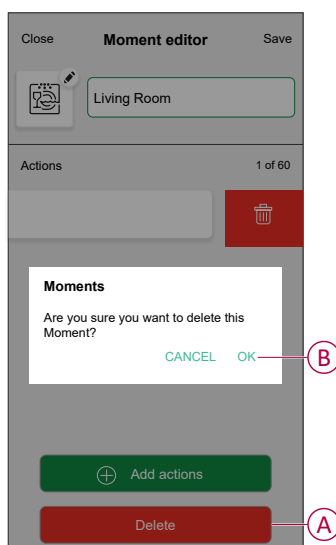 Close Moment editor Save
Living Room
Actions 1 of 60
Moments
Are you sure you want to delete this
Moment?
CANCEL OK
B
Add actions
Delete
A